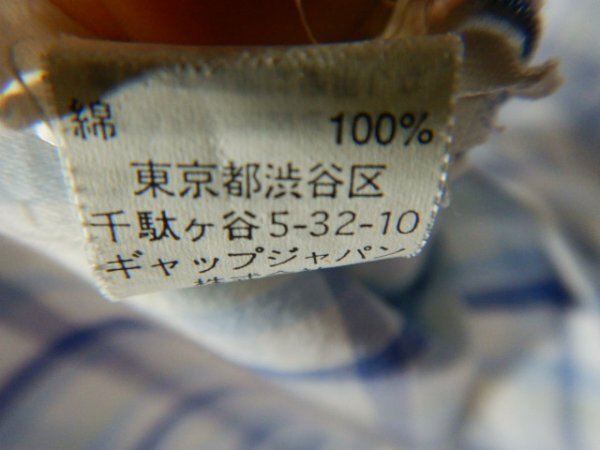 綿 100%
東京都渋谷区
千駄ヶ谷5-32-10
ギャップジャパン